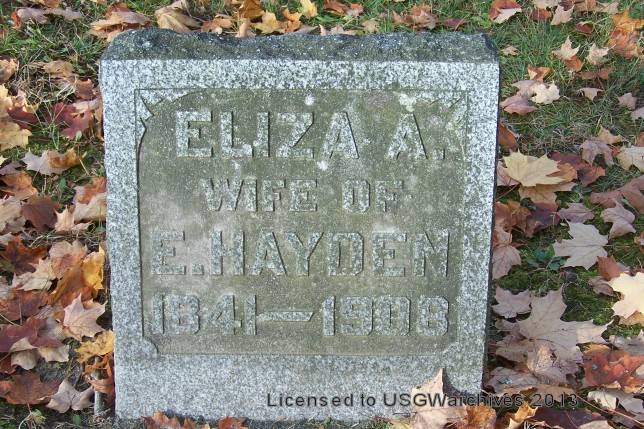 ELIZA A.
WIFE OF
E. HAYDEN
1841—1908
Licensed to USGWarchives 2013